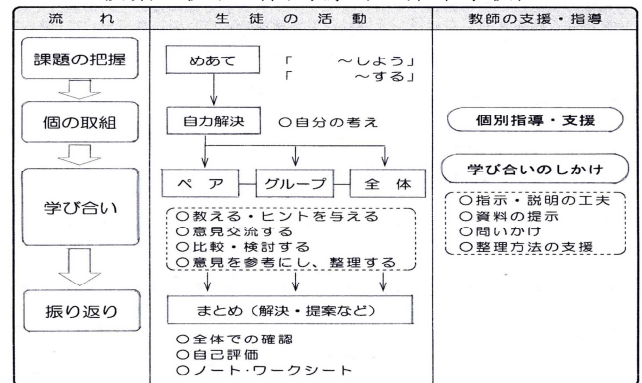 流れ
生徒の活動
教師の支援・指導
課題の把握
めあて
「　　～しよう」
「　　～する」
個の取組
自力解決
○自分の考え
個別指導・支援
学び合いのしかけ
学び合い
ペア
グループ
全体
○指示・説明の工夫
○資料の提示
○問いかけ
○整理方法の支援
○教える・ヒントを与える
○意見交流する
○比較・検討する
○意見を参考にし、整理する
振り返り
まとめ（解決・提案など）
○全体での確認
○自己評価
○ノート・ワークシート